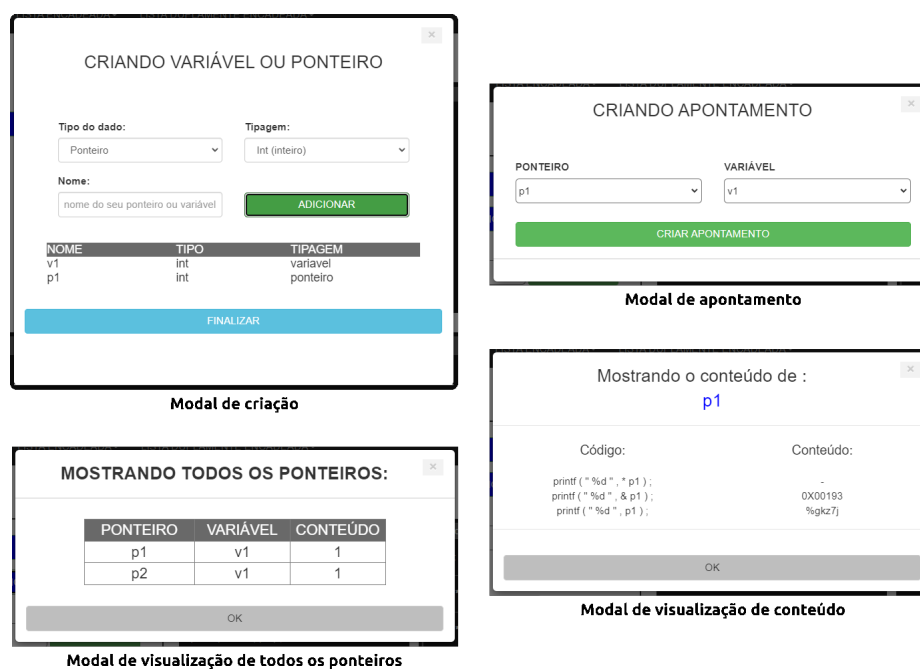 CRIANDO VARIÁVEL OU PONTEIRO
×
Tipo do dado: Tipagem:
Ponteiro Int (inteiro)
Nome:
nome do seu ponteiro ou variável ADICIONAR
NOME TIPO TIPAGEM
v1 int variavel
p1 int ponteiro
FINALIZAR
Modal de criação
CRIANDO APONTAMENTO
×
PONTEIRO VARIÁVEL
p1 v1
CRIAR APONTAMENTO
Modal de apontamento
MOSTRANDO TODOS OS PONTEIROS:
×
PONTEIRO VARIÁVEL CONTEÚDO
p1 v1 1
p2 v1 1
OK
Modal de visualização de todos os ponteiros
Mostrando o conteúdo de :
×
p1
Código: Conteúdo:
printf ( " %d " , * p1 ) ; -
printf ( " %d " , & p1 ) ; 0X00193
printf ( " %d " , p1 ) ; %gkz7j
OK
Modal de visualização de conteúdo